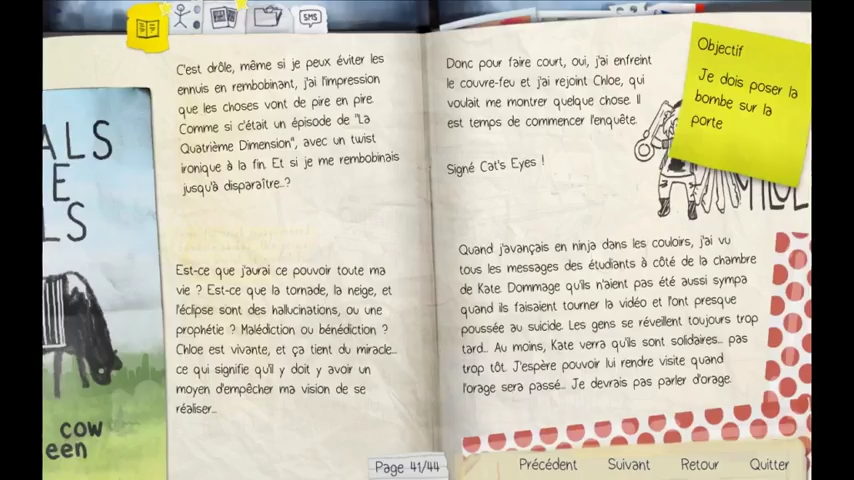 SMS
C'est drôle, même si je peux éviter les
ennuis en rembobinant, j'ai l'impression
que les choses vont de pire en pire.
Comme si c'était un épisode de "La
Quatrième Dimension", avec un twist
ironique à la fin. Et si je me rembobinais
jusqu'à disparaître...?
Est-ce que j'aurai ce pouvoir toute ma
vie ? Est-ce que la tornade, la neige, et
l'éclipse sont des hallucinations, ou une
prophétie ? Malédiction ou bénédiction ?
Chloe est vivante, et ça tient du miracle...
ce qui signifie qu'il y doit y avoir un
moyen d'empêcher ma vision de se
réaliser...
ALS
E
LS
cow
een
Page 41/44
Donc pour faire court, oui, j'ai enfreint
le couvre-feu et j'ai rejoint Chloe, qui
voulait me montrer quelque chose. Il
est temps de commencer l'enquête.
Signé Cat's Eyes !
Objectif
Je dois poser la
bombe sur la
porte
Quand j'avançais en ninja dans les couloirs, j'ai vu
tous les messages des étudiants à côté de la chambre
de Kate. Dommage qu'ils n'aient pas été aussi sympa
quand ils faisaient tourner la vidéo et l'ont presque
poussée au suicide. Les gens se réveillent toujours trop
tard... Au moins, Kate verra qu'ils sont solidaires... pas
trop tôt. J'espère pouvoir lui rendre visite quand
l'orage sera passé... Je devrais pas parler d'orage.
Précédent Suivant Retour Quitter